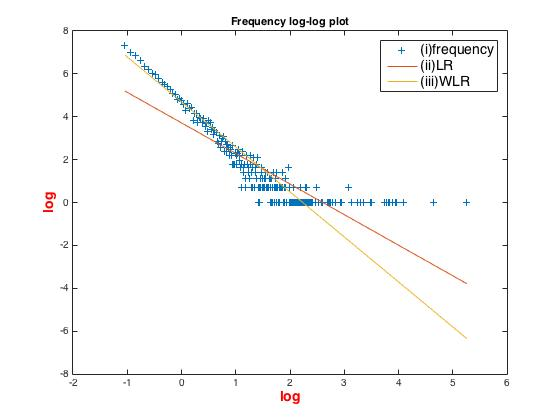 Frequency log-log plot
(i)frequency
(ii)LR
(iii)WLR
8
6
4
2
0
-2
-4
-6
-8
log
-2 -1 0 1 2 3 4 5 6
log